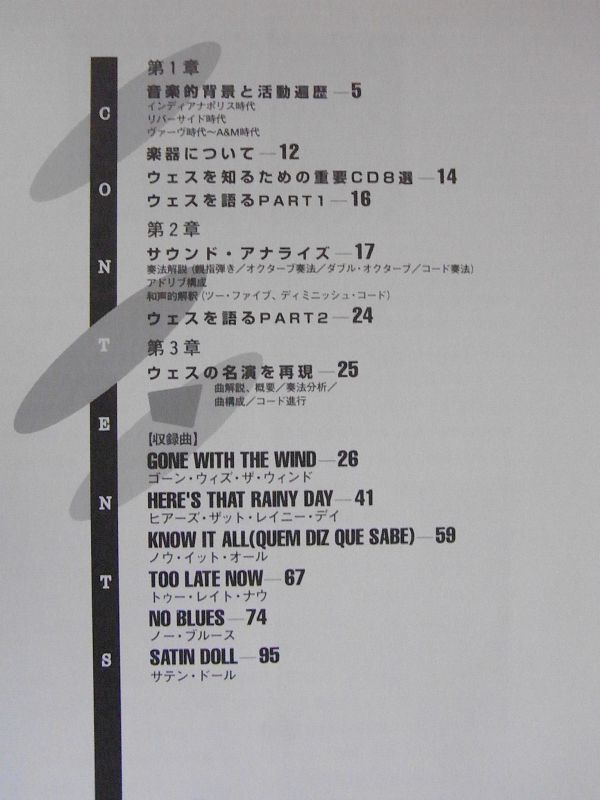 CONTENTS
第1章
音楽的背景と活動遍歴—5
インディアナポリス時代
リバーサイド時代
ヴァーヴ時代〜A&M時代
楽器について—12
ウェスを知るための重要CD8選—14
ウェスを語るPART1—16
第2章
サウンド・アナライズ—17
奏法解説（親指弾き／オクターブ奏法／ダブル・オクターブ／コード奏法）
アドリブ構成
和声的解釈（ツー・ファイブ、ディミニッシュ・コード）
ウェスを語るPART2—24
第3章
ウェスの名演を再現—25
曲解説、概要／奏法分析／
曲構成／コード進行
【収録曲】
GONE WITH THE WIND—26
ゴーン・ウィズ・ザ・ウィンド
HERE'S THAT RAINY DAY—41
ヒアーズ・ザット・レイニー・デイ
KNOW IT ALL(QUEM DIZ QUE SABE)—59
ノウ・イット・オール
TOO LATE NOW—67
トゥー・レイト・ナウ
NO BLUES—74
ノー・ブルース
SATIN DOLL—95
サテン・ドール